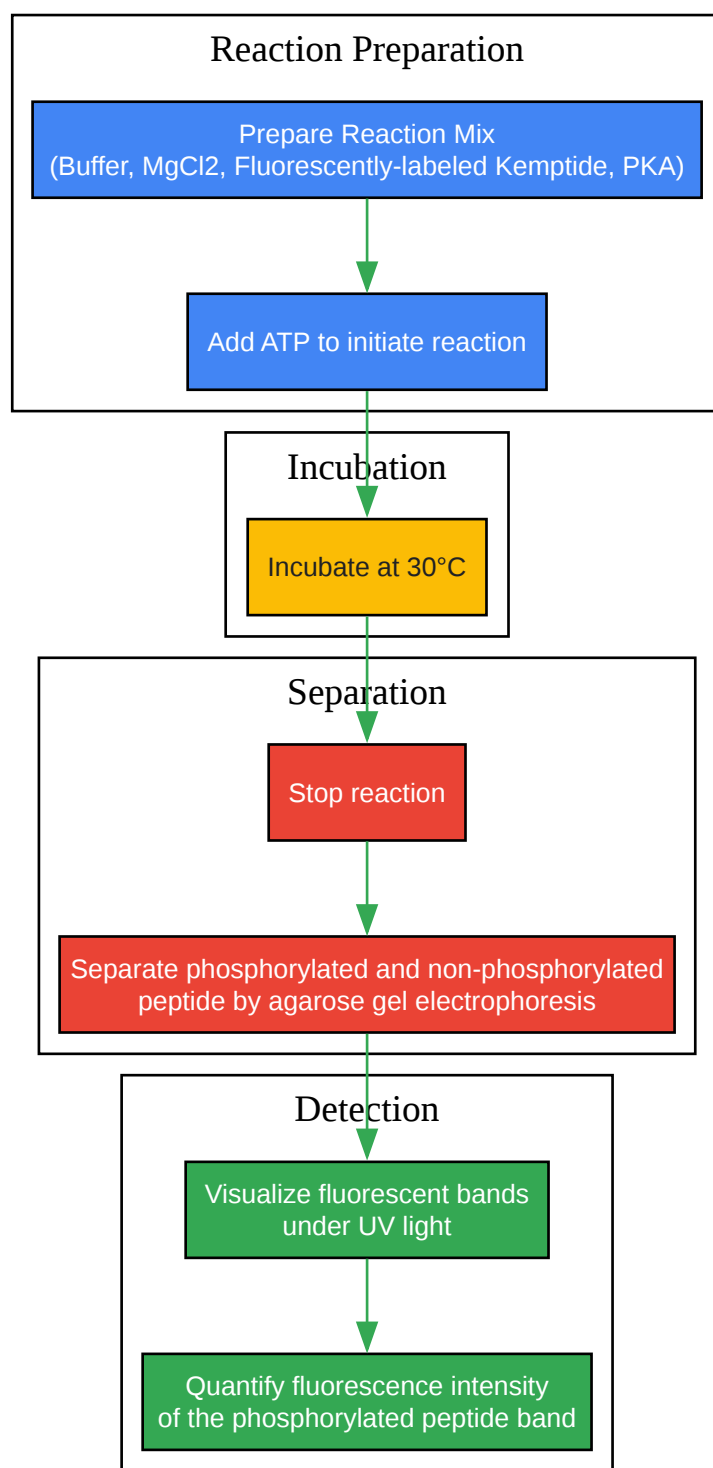 Reaction Preparation
Prepare Reaction Mix
(Buffer, MgCl2, Fluorescently-labeled Kemptide, PKA)
Add ATP to initiate reaction
Incubation
Incubate at 30°C
Separation
Stop reaction
Separate phosphorylated and non-phosphorylated
peptide by agarose gel electrophoresis
Detection
Visualize fluorescent bands
under UV light
Quantify fluorescence intensity
of the phosphorylated peptide band